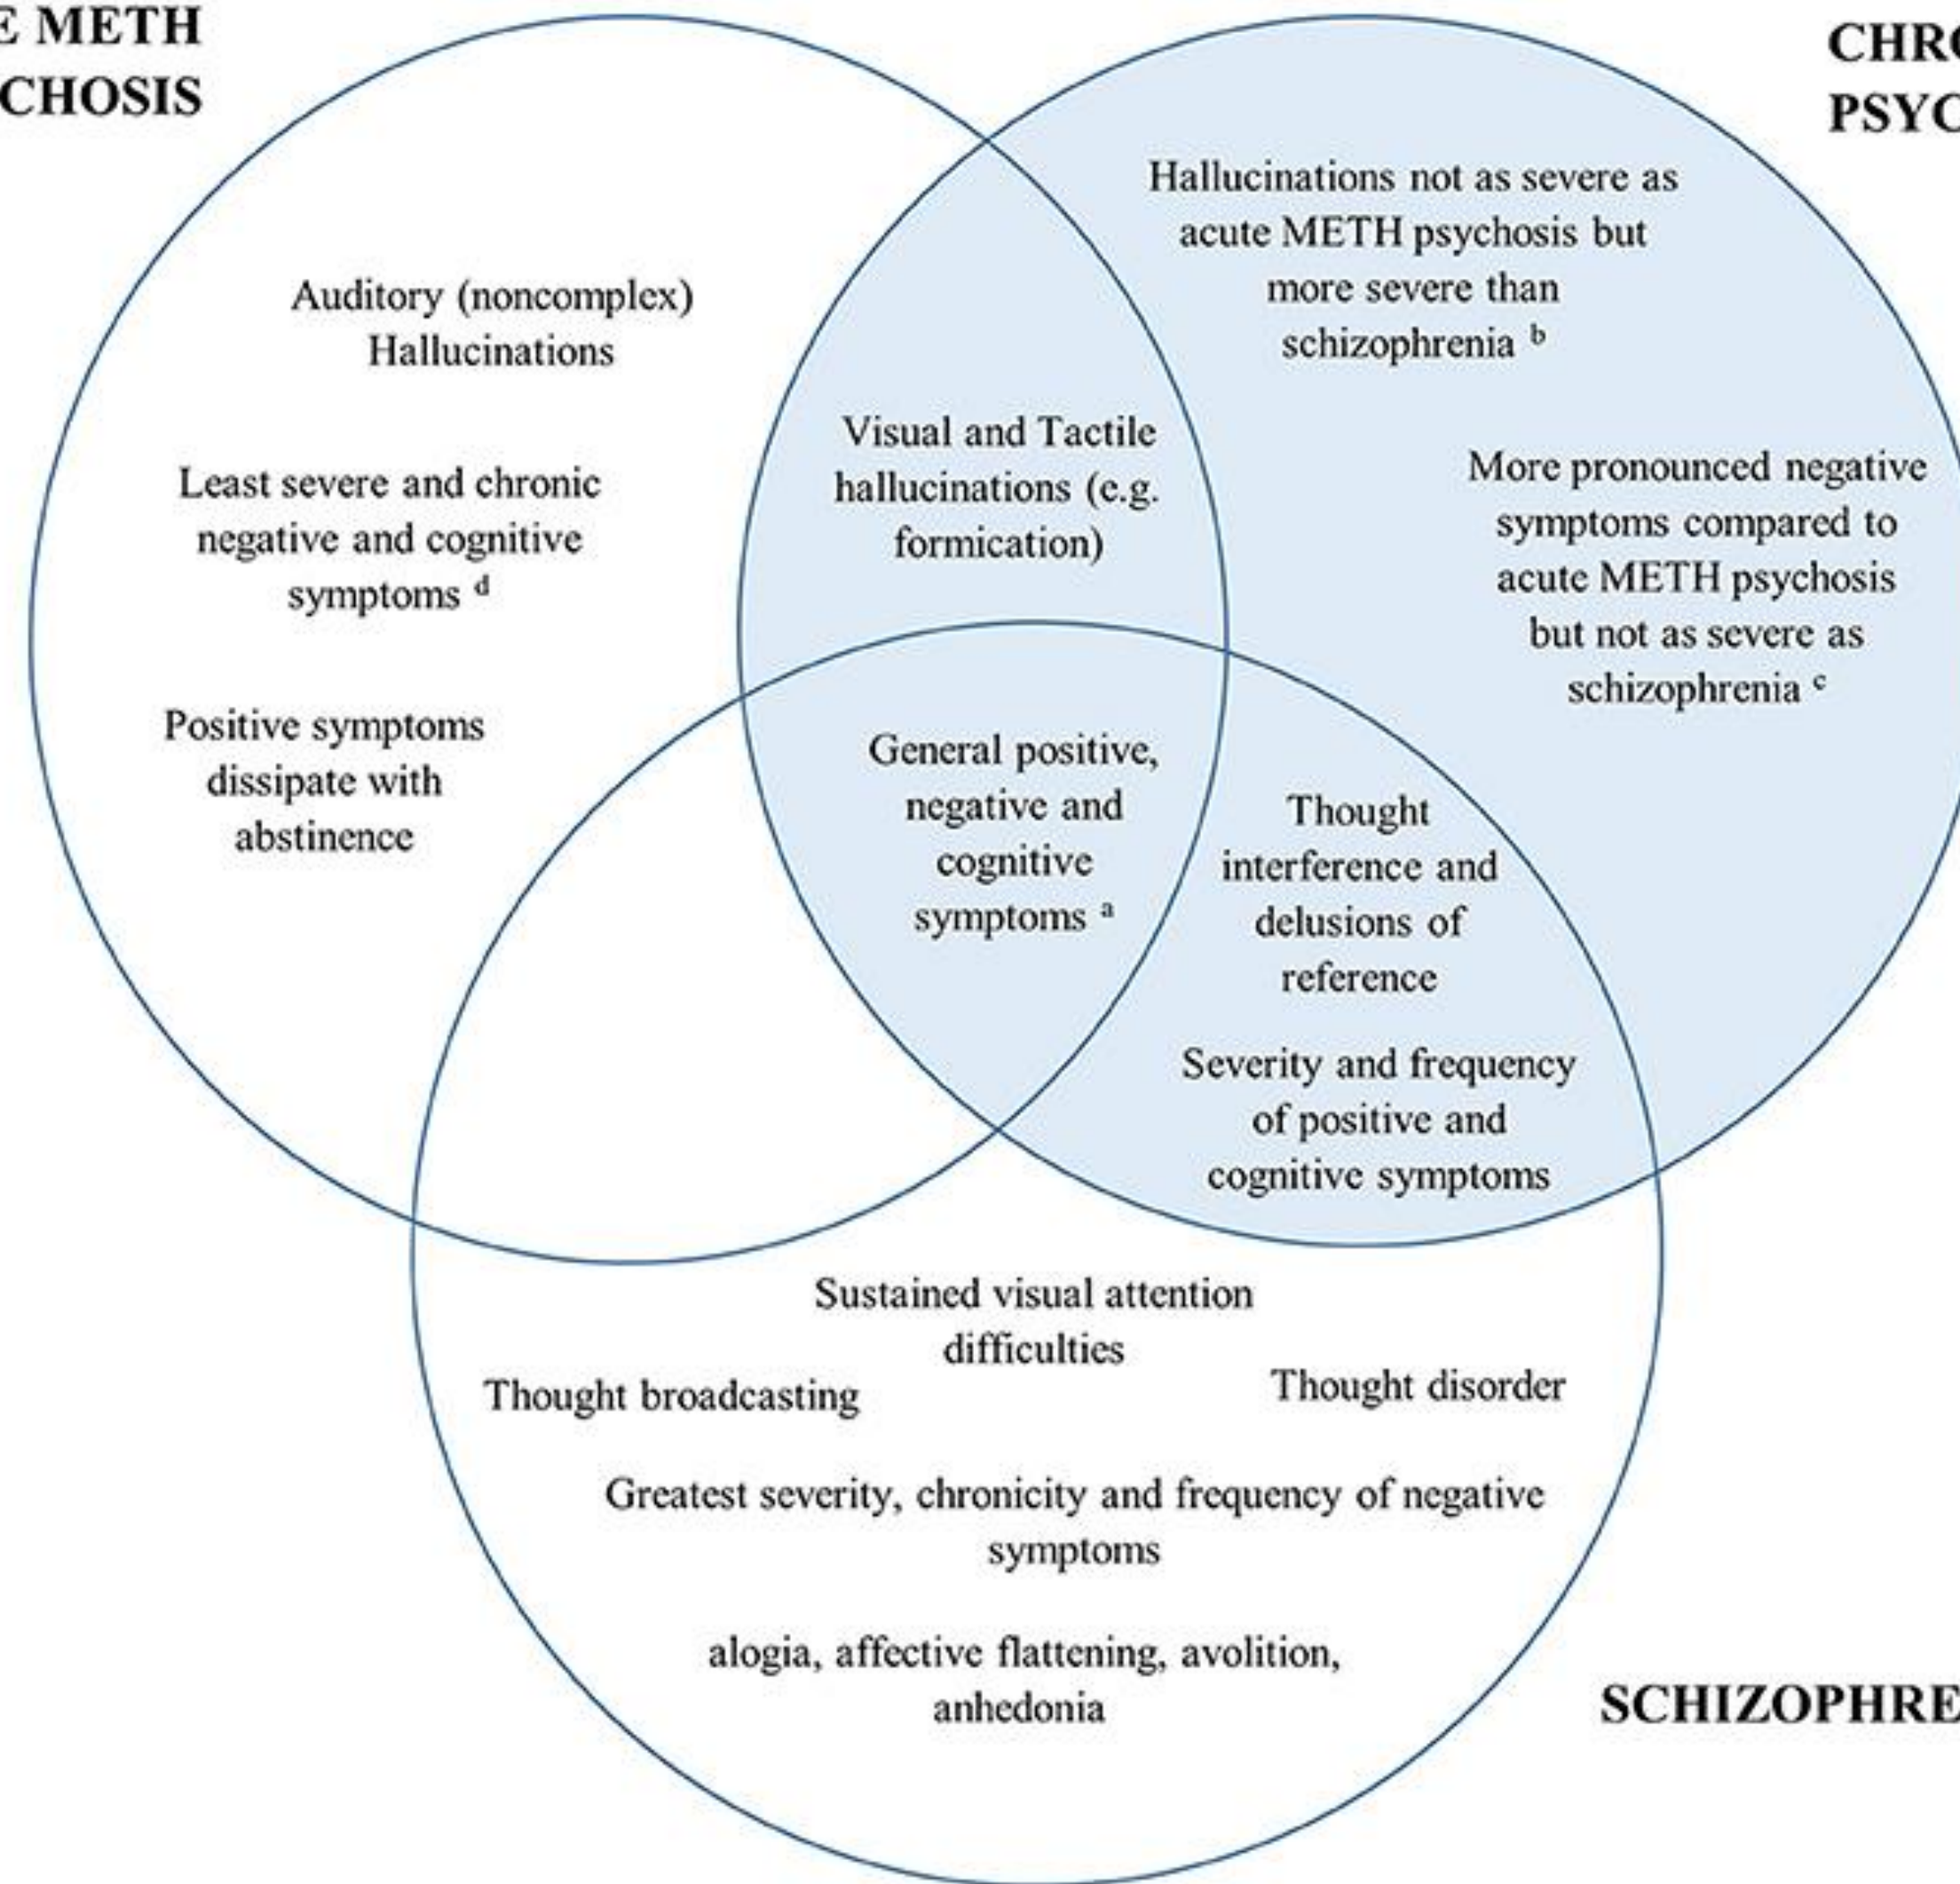 E METH
CHOSIS
CHRO
PSYC
Auditory (noncomplex)
Hallucinations
Least severe and chronic
negative and cognitive
symptoms d
Positive symptoms
dissipate with
abstinence
Visual and Tactile
hallucinations (e.g.
formication)
Hallucinations not as severe as
acute METH psychosis but
more severe than
schizophrenia b
More pronounced negative
symptoms compared to
acute METH psychosis
but not as severe as
schizophrenia c
General positive,
negative and
cognitive
symptoms a
Thought
interference and
delusions of
reference
Severity and frequency
of positive and
cognitive symptoms
Sustained visual attention
difficulties
Thought broadcasting
Thought disorder
Greatest severity, chronicity and frequency of negative
symptoms
alogia, affective flattening, avolition,
anhedonia
SCHIZOPHRE